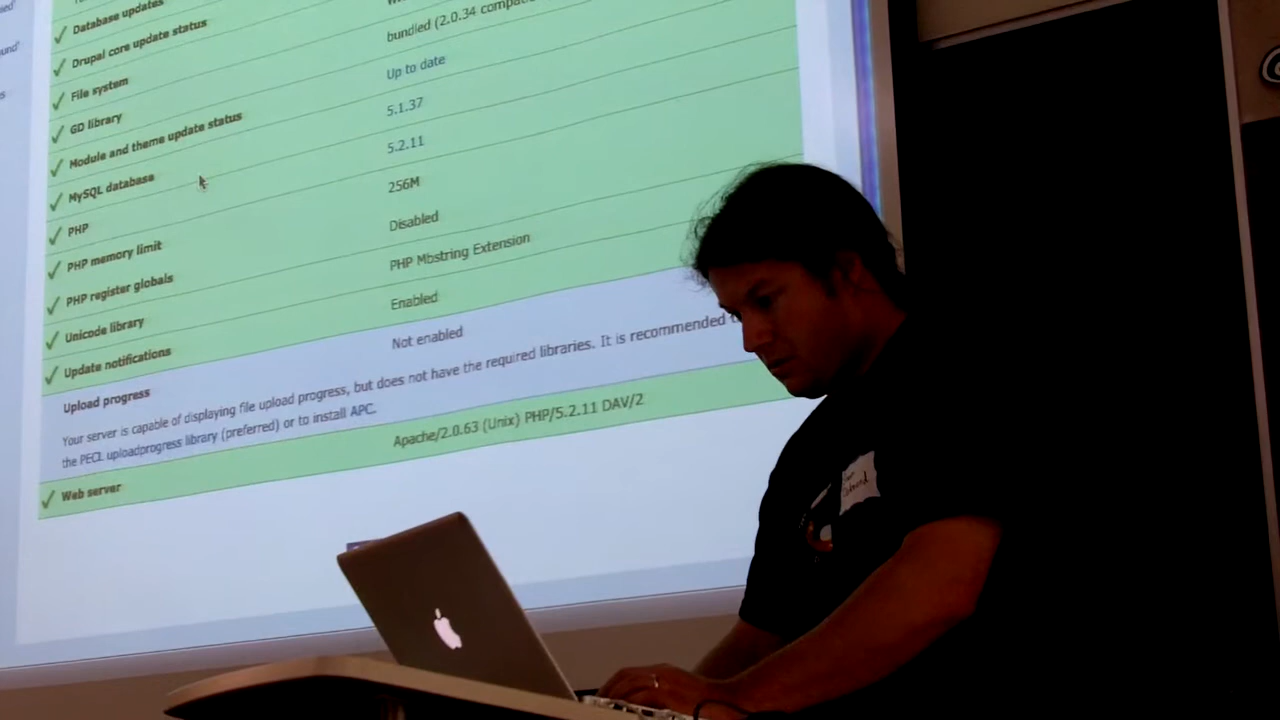 Database updates
Drupal core update status
File system
bundled (2.0.34
GD library
Up to date
Module and theme update status
5.1.37
MySQL database
5.2.11
PHP
256M
PHP memory limit
Disabled
PHP register globals
PHP Mbstring Extension
Unicode library
Enabled
Update notifications
Not enabled
Upload progress
Your server is capable of displaying file upload progress, but does not have the required libraries. It is recommended
the PECL uploadprogress library (preferred) or to install APC.
Apache/2.0.63 (Unix) PHP/5.2.11 DAV/2
Web server